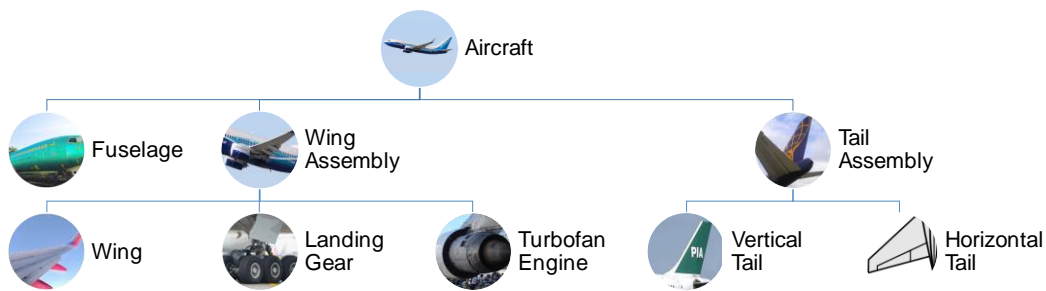 Aircraft
Fuselage
Wing
Assembly
Tail
Assembly
Wing
Landing
Gear
Turbofan
Engine
PIA
Vertical
Tail
Horizontal
Tail